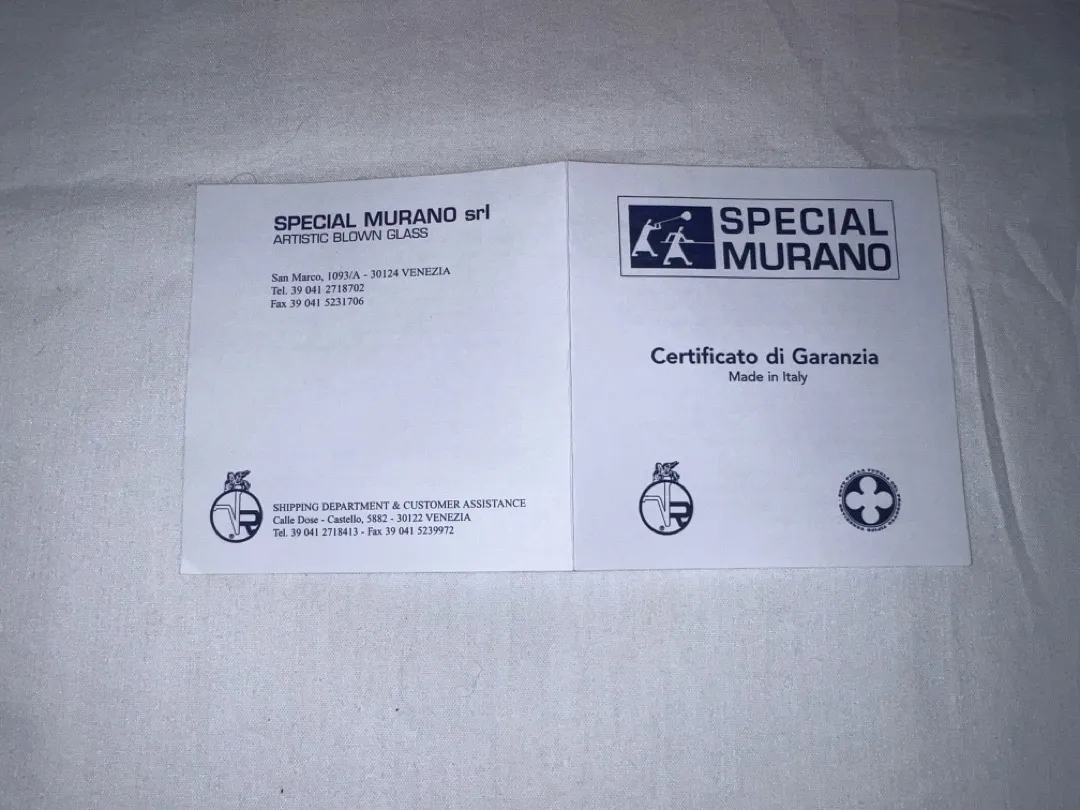 SPECIAL MURANO srl
ARTISTIC BLOWN GLASS
San Marco, 1093/A - 30124 VENEZIA
Tel. 39 041 2718702
Fax 39 041 5231706
SHIPPING DEPARTMENT & CUSTOMER ASSISTANCE
Calle Dose - Castello, 5882 - 30122 VENEZIA
Tel. 39 041 2718413 - Fax 39 041 5239972
VR
SPECIAL
MURANO
Certificato di Garanzia
Made in Italy
VR